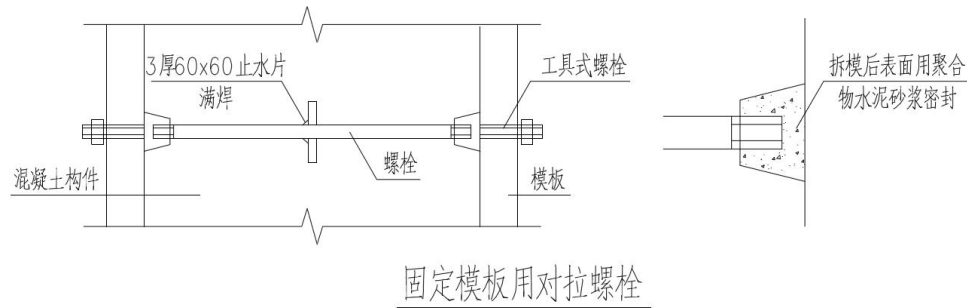 3厚60x60止水片
满焊
工具式螺栓
拆模后表面用聚合
物水泥砂浆密封
螺栓
混凝土构件
模板
固定模板用对拉螺栓